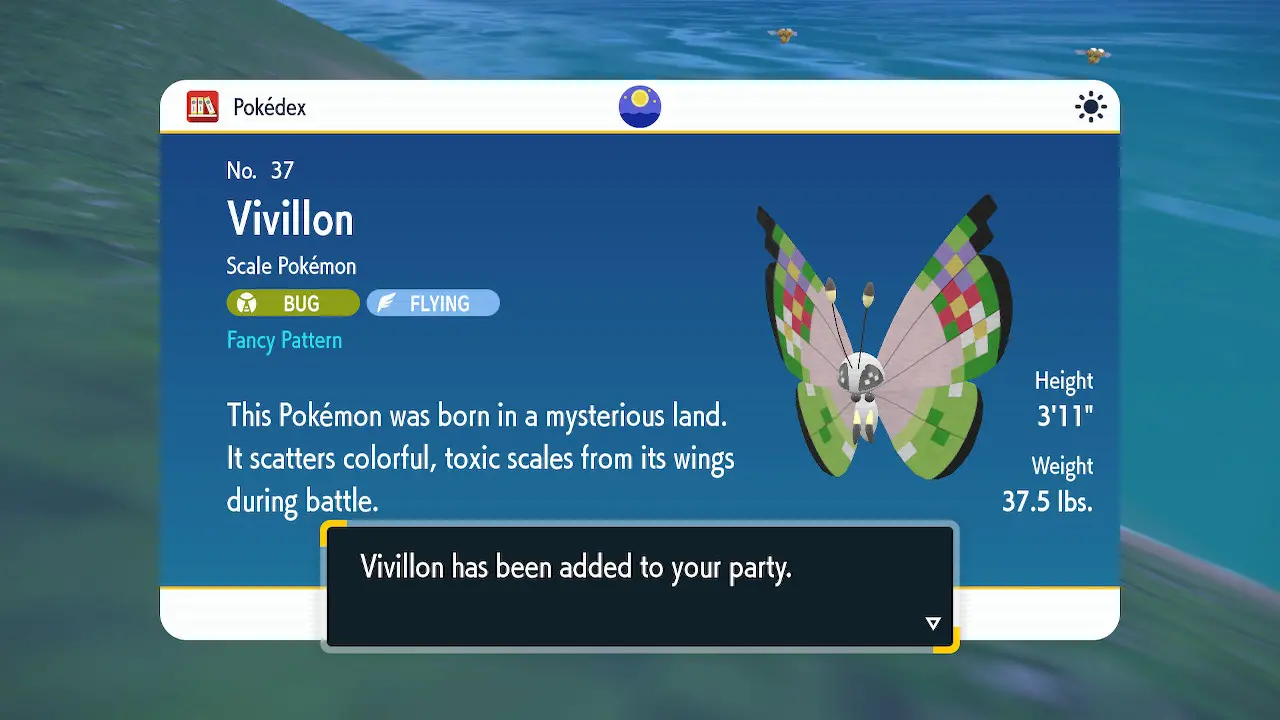 Pokédex
No. 37
Vivillon
Scale Pokémon
BUG FLYING
Fancy Pattern
This Pokémon was born in a mysterious land.
It scatters colorful, toxic scales from its wings
during battle.
Height
3'11"
Weight
37.5 lbs.
Vivillon has been added to your party.